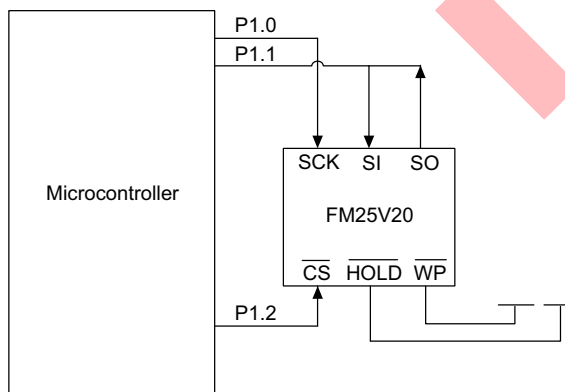 P1.0
P1.1
SCK SI SO
Microcontroller
FM25V20
CS HOLD WP
P1.2